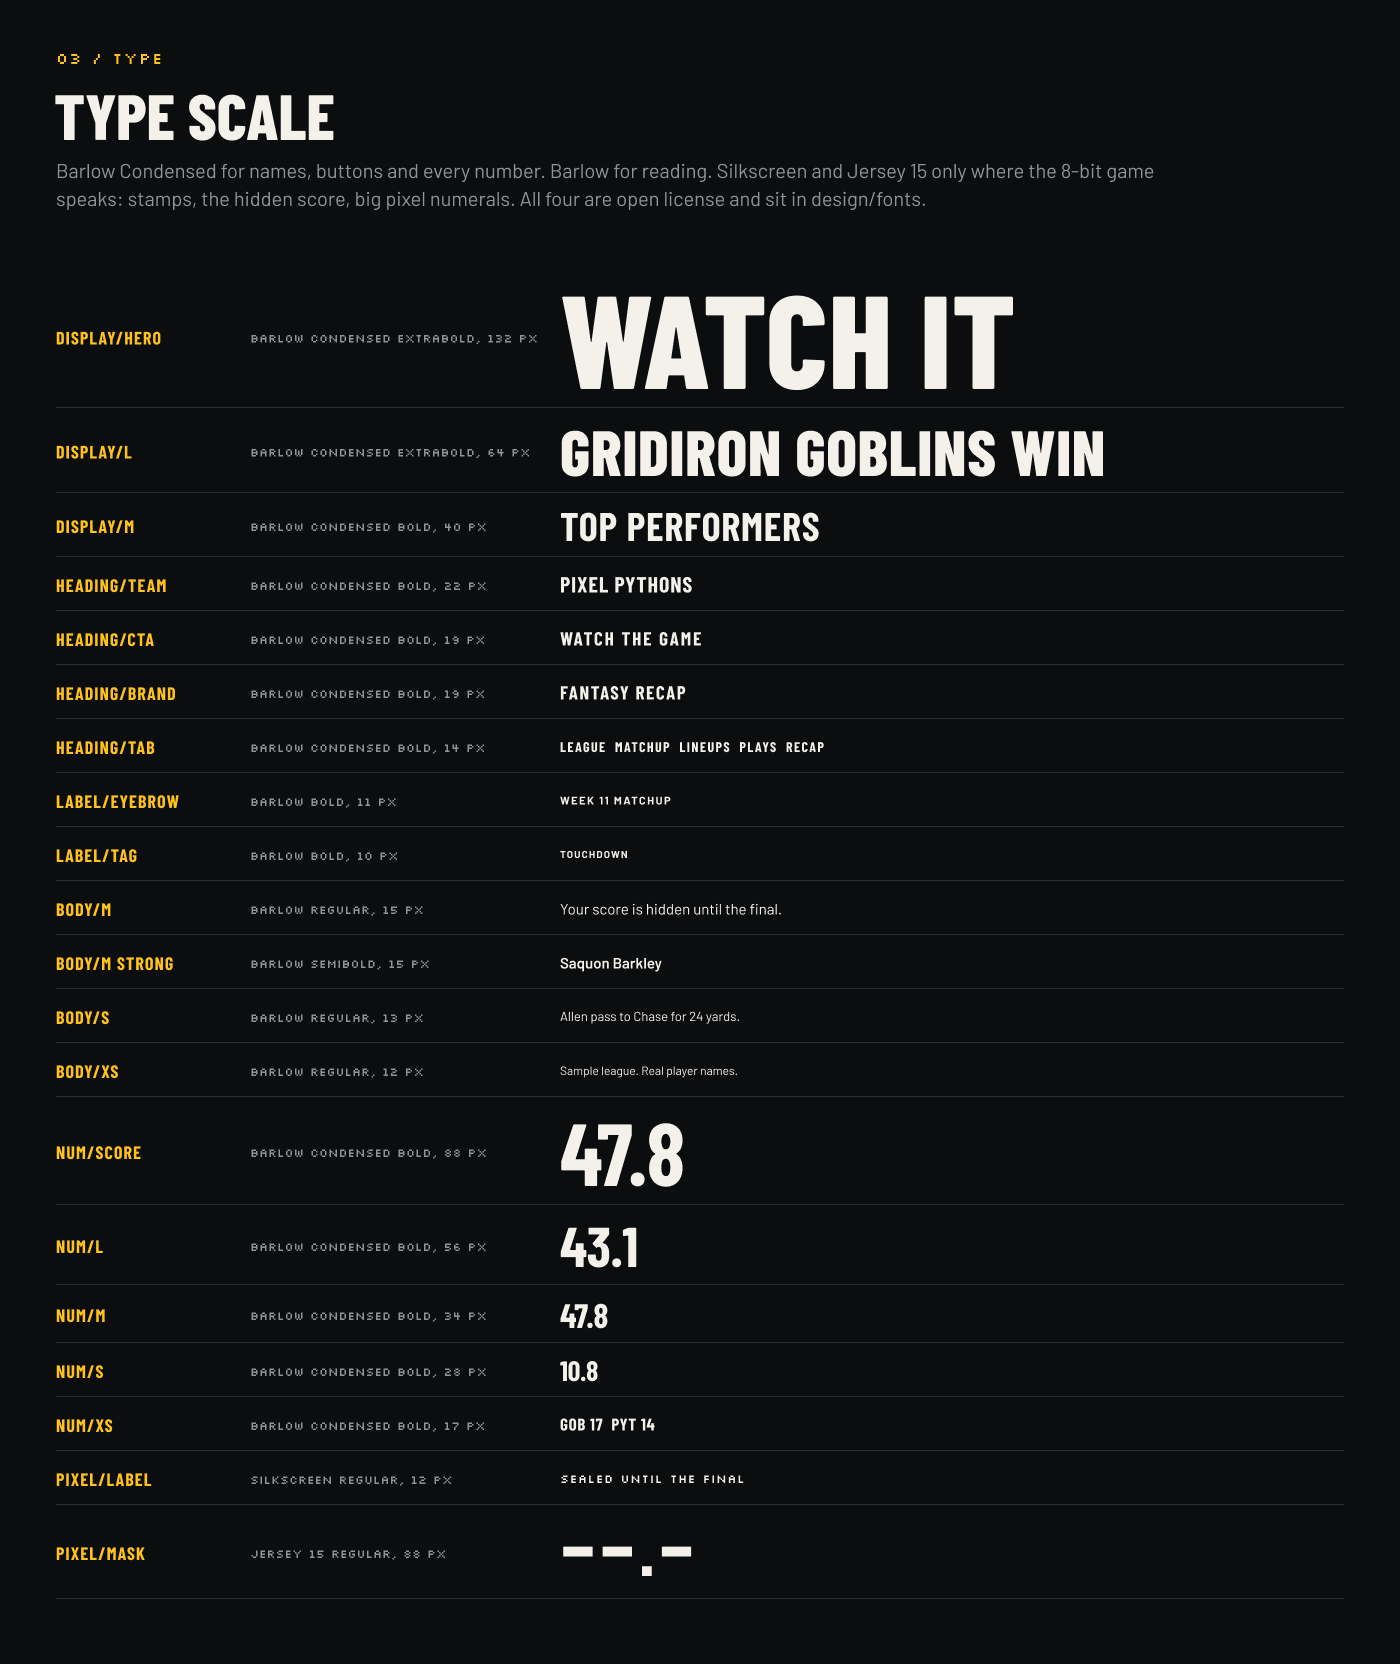 03 / TYPE
TYPE SCALE
Barlow Condensed for names, buttons and every number. Barlow for reading. Silkscreen and Jersey 15 only where the 8-bit game
speaks: stamps, the hidden score, big pixel numerals. All four are open license and sit in design/fonts.
DISPLAY/HERO BARLOW CONDENSED EXTRABOLD, 132 PX WATCH IT
DISPLAY/L BARLOW CONDENSED EXTRABOLD, 64 PX GRIDIRON GOBLINS WIN
DISPLAY/M BARLOW CONDENSED BOLD, 40 PX TOP PERFORMERS
HEADING/TEAM BARLOW CONDENSED BOLD, 22 PX PIXEL PYTHONS
HEADING/CTA BARLOW CONDENSED BOLD, 19 PX WATCH THE GAME
HEADING/BRAND BARLOW CONDENSED BOLD, 19 PX FANTASY RECAP
HEADING/TAB BARLOW CONDENSED BOLD, 14 PX LEAGUE MATCHUP LINEUPS PLAYS RECAP
LABEL/EYEBROW BARLOW BOLD, 11 PX WEEK 11 MATCHUP
LABEL/TAG BARLOW BOLD, 10 PX TOUCHDOWN
BODY/M BARLOW REGULAR, 15 PX Your score is hidden until the final.
BODY/M STRONG BARLOW SEMIBOLD, 15 PX Saquon Barkley
BODY/S BARLOW REGULAR, 13 PX Allen pass to Chase for 24 yards.
BODY/XS BARLOW REGULAR, 12 PX Sample league. Real player names.
NUM/SCORE BARLOW CONDENSED BOLD, 88 PX 47.8
NUM/L BARLOW CONDENSED BOLD, 56 PX 43.1
NUM/M BARLOW CONDENSED BOLD, 34 PX 47.8
NUM/S BARLOW CONDENSED BOLD, 28 PX 10.8
NUM/XS BARLOW CONDENSED BOLD, 17 PX GOB 17 PYT 14
PIXEL/LABEL SILKSCREEN REGULAR, 12 PX SEALED UNTIL THE FINAL
PIXEL/MASK JERSEY 15 REGULAR, 88 PX --.-